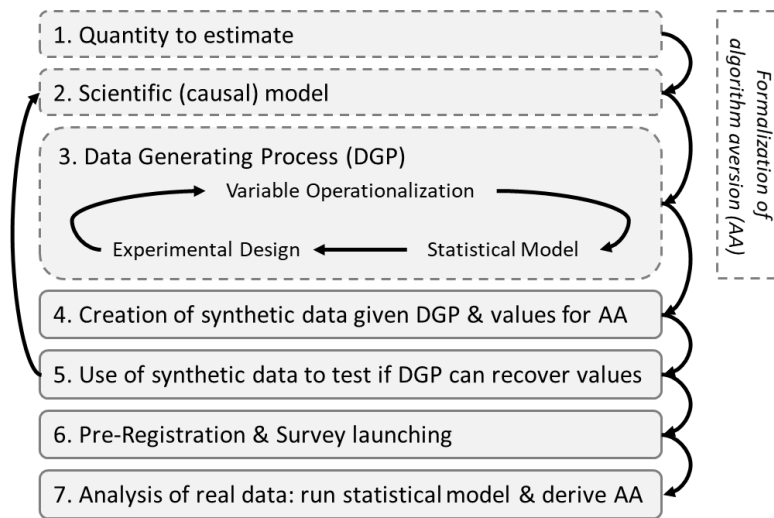 1. Quantity to estimate
2. Scientific (causal) model
3. Data Generating Process (DGP)
Variable Operationalization
Experimental Design
Statistical Model
4. Creation of synthetic data given DGP & values for AA
5. Use of synthetic data to test if DGP can recover values
6. Pre-Registration & Survey launching
7. Analysis of real data: run statistical model & derive AA
Formalization of
algorithm aversion (AA)